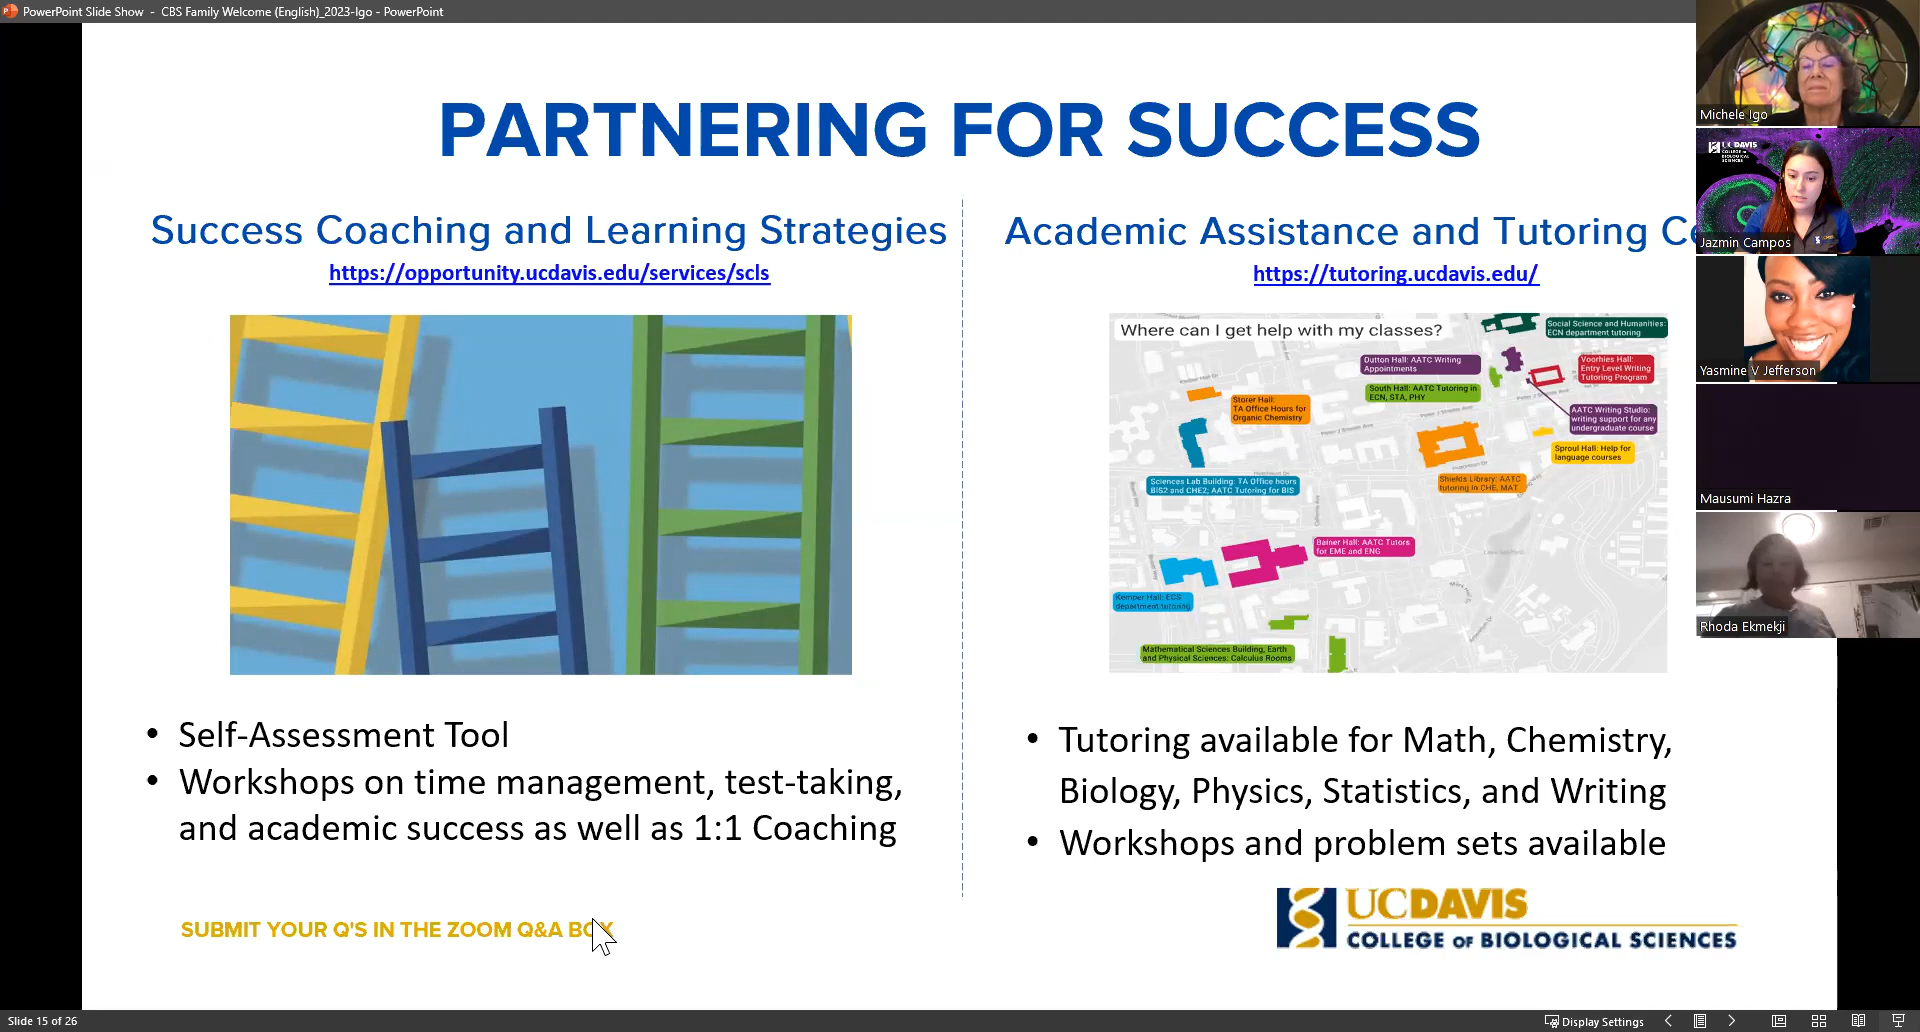 PowerPoint Slide Show - CBS Family Welcome (English)_2023-Igo - PowerPoint
PARTNERING FOR SUCCESS
Success Coaching and Learning Strategies
https://opportunity.ucdavis.edu/services/scls
Self-Assessment Tool
Workshops on time management, test-taking,
and academic success as well as 1:1 Coaching
SUBMIT YOUR Q'S IN THE ZOOM Q&A BOX
Academic Assistance and Tutoring
https://tutoring.ucdavis.edu/
Where can I get help with my classes?
Social Science and Humanities:
ECN department tutoring
Dutton Hall: AATC Writing
Appointments
Voorhies Hall:
Entry Level Writing
Tutoring Program
South Hall: AATC Tutoring in
ECN, STA, PHY
Storer Hall:
TA Office Hours for
Organic Chemistry
AATC Writing Studio:
writing support for any
undergraduate course
Sproul Hall: Help for
language courses
Sciences Lab Building: TA Office hours
BIS2 and CHE2; AATC Tutoring for BIS
Shields Library: AATC
tutoring in CHE, MAT
Bainer Hall: AATC Tutors
for EME and ENG
Kemper Hall: ECS
department tutoring
Mathematical Sciences Building, Earth
and Physical Sciences: Calculus Rooms
Tutoring available for Math, Chemistry,
Biology, Physics, Statistics, and Writing
Workshops and problem sets available
UCDAVIS
COLLEGE OF BIOLOGICAL SCIENCES
Michele Igo
UC DAVIS
COLLEGE OF
BIOLOGICAL
SCIENCES
Jazmin Campos
Yasmine V Jefferson
Mausumi Hazra
Rhoda Ekmekji
Slide 15 of 26
Display Settings